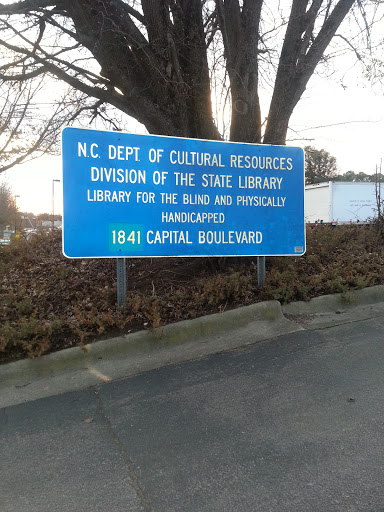 N.C. DEPT. OF CULTURAL RESOURCES
DIVISION OF THE STATE LIBRARY
LIBRARY FOR THE BLIND AND PHYSICALLY
HANDICAPPED
1841 CAPITAL BOULEVARD